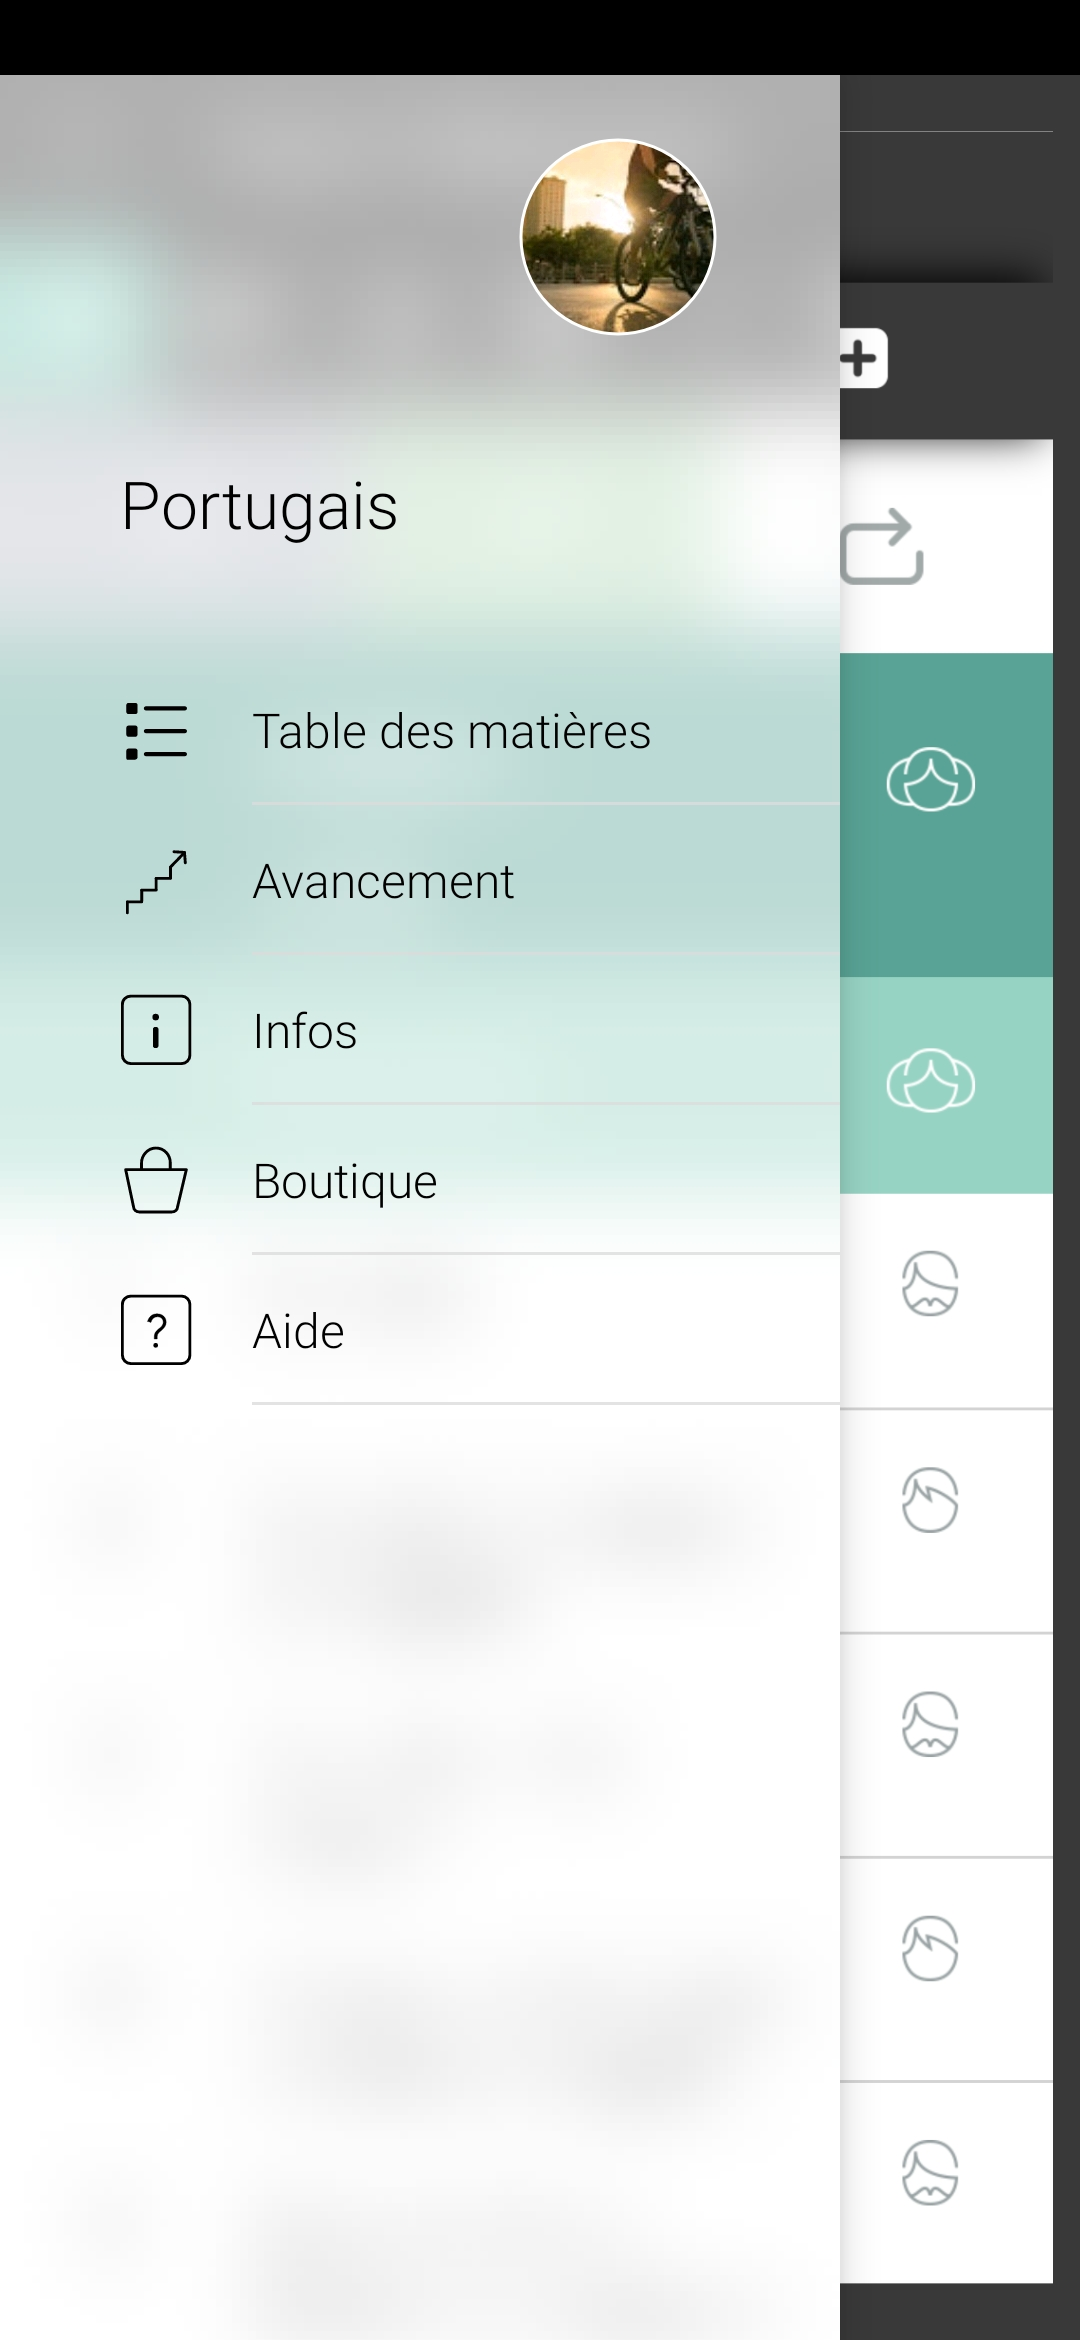 Portugais
Table des matières
Avancement
Infos
Boutique
Aide